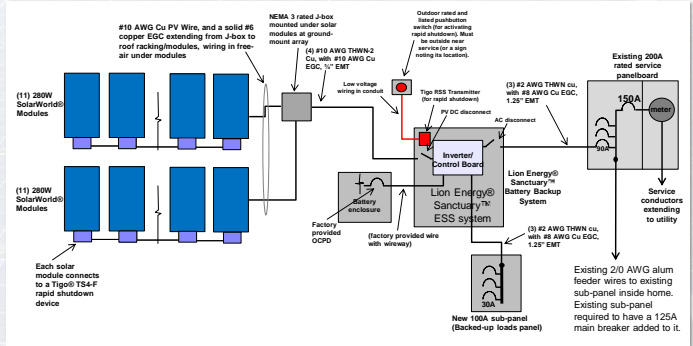 #10 AWG Cu PV Wire, and a solid #6
copper EGC extending from J-box to
roof racking/modules, wiring in free-
air under modules
NEMA 3 rated J-box
mounted under solar
modules at ground-
mount array
(4) #10 AWG THWN-2
Cu, with #10 AWG Cu
EGC, ¾" EMT
Outdoor rated and
listed pushbutton
switch (for activating
rapid shutdown). Must
be outside near
service (or a sign
noting its location).
Low voltage
wiring in conduit
Tigo RSS Transmitter
(for rapid shutdown)
PV DC disconnect
AC disconnect
(3) #2 AWG THWN cu,
with #8 AWG Cu EGC,
1.25" EMT
Existing 200A
rated service
panelboard
150A
meter
90A
(11) 280W
SolarWorld®
Modules
(11) 280W
SolarWorld®
Modules
Inverter/
Control Board
Lion Energy®
Sanctuary™
ESS system
Lion Energy®
Sanctuary™
Battery Backup
System
Battery
enclosure
Factory
provided
OCPD
(factory provided wire
with wireway)
Service
conductors
extending
to utility
(3) #2 AWG THWN cu,
with #8 AWG Cu EGC,
1.25" EMT
Each solar
module connects
to a Tigo® TS4-F
rapid shutdown
device
30A
New 100A sub-panel
(Backed-up loads panel)
Existing 2/0 AWG alum
feeder wires to existing
sub-panel inside home.
Existing sub-panel
required to have a 125A
main breaker added to it.